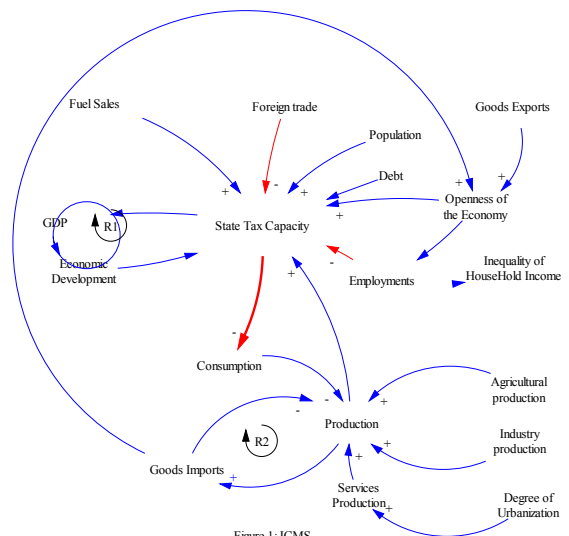 Fuel Sales
Foreign trade
Goods Exports
Population
Debt
+
-
+
+
+
+
Openness of
the Economy
State Tax Capacity
GDP
R1
Economic
Development
-
Employments
Inequality of
HouseHold Income
+
-
Consumption
-
-
Production
+
Agricultural
production
R2
+
Industry
production
Goods Imports
+
+
Services
Production
+
Degree of
Urbanization